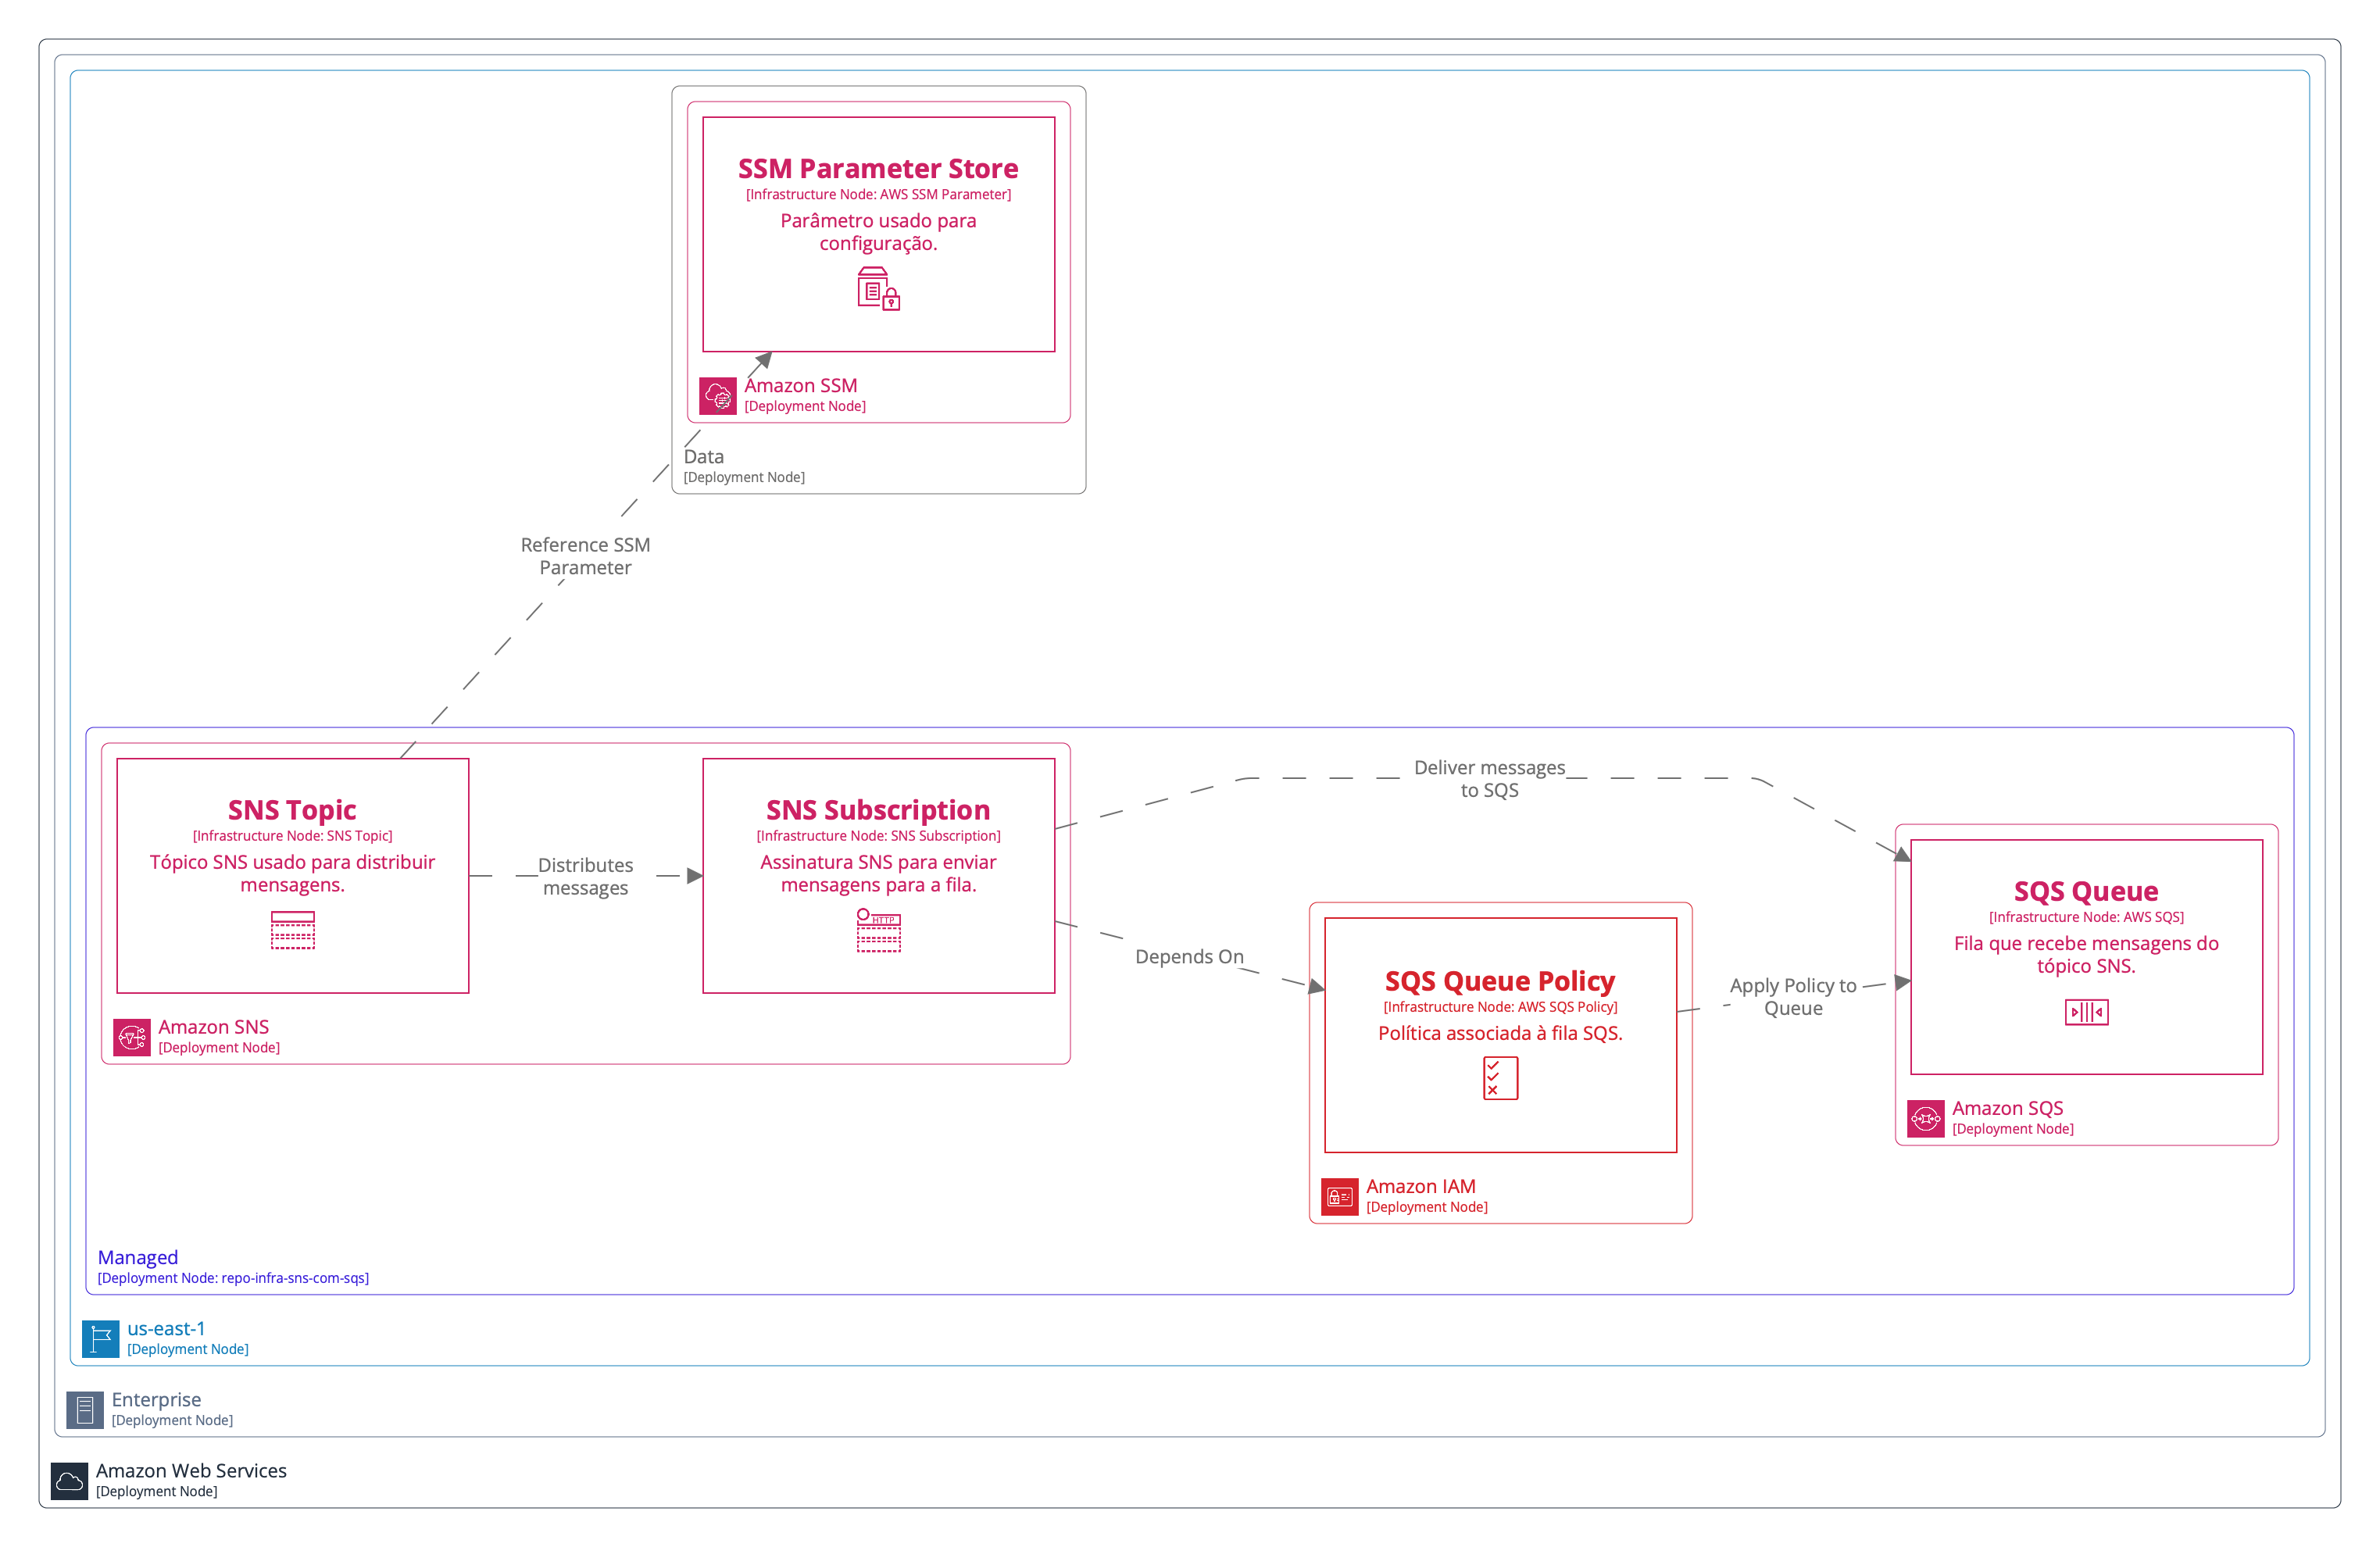 SSM Parameter Store
[Infrastructure Node: AWS SSM Parameter]
Parâmetro usado para
configuração.
Amazon SSM
[Deployment Node]
Data
[Deployment Node]
Reference SSM
Parameter
SNS Topic
[Infrastructure Node: SNS Topic]
Tópico SNS usado para distribuir
mensagens.
Distributes
messages
SNS Subscription
[Infrastructure Node: SNS Subscription]
Assinatura SNS para enviar
mensagens para a fila.
HTTP
Amazon SNS
[Deployment Node]
Deliver messages
to SQS
Depends On
SQS Queue Policy
[Infrastructure Node: AWS SQS Policy]
Política associada à fila SQS.
Amazon IAM
[Deployment Node]
Apply Policy to
Queue
SQS Queue
[Infrastructure Node: AWS SQS]
Fila que recebe mensagens do
tópico SNS.
Amazon SQS
[Deployment Node]
Managed
[Deployment Node: repo-infra-sns-com-sqs]
us-east-1
[Deployment Node]
Enterprise
[Deployment Node]
Amazon Web Services
[Deployment Node]